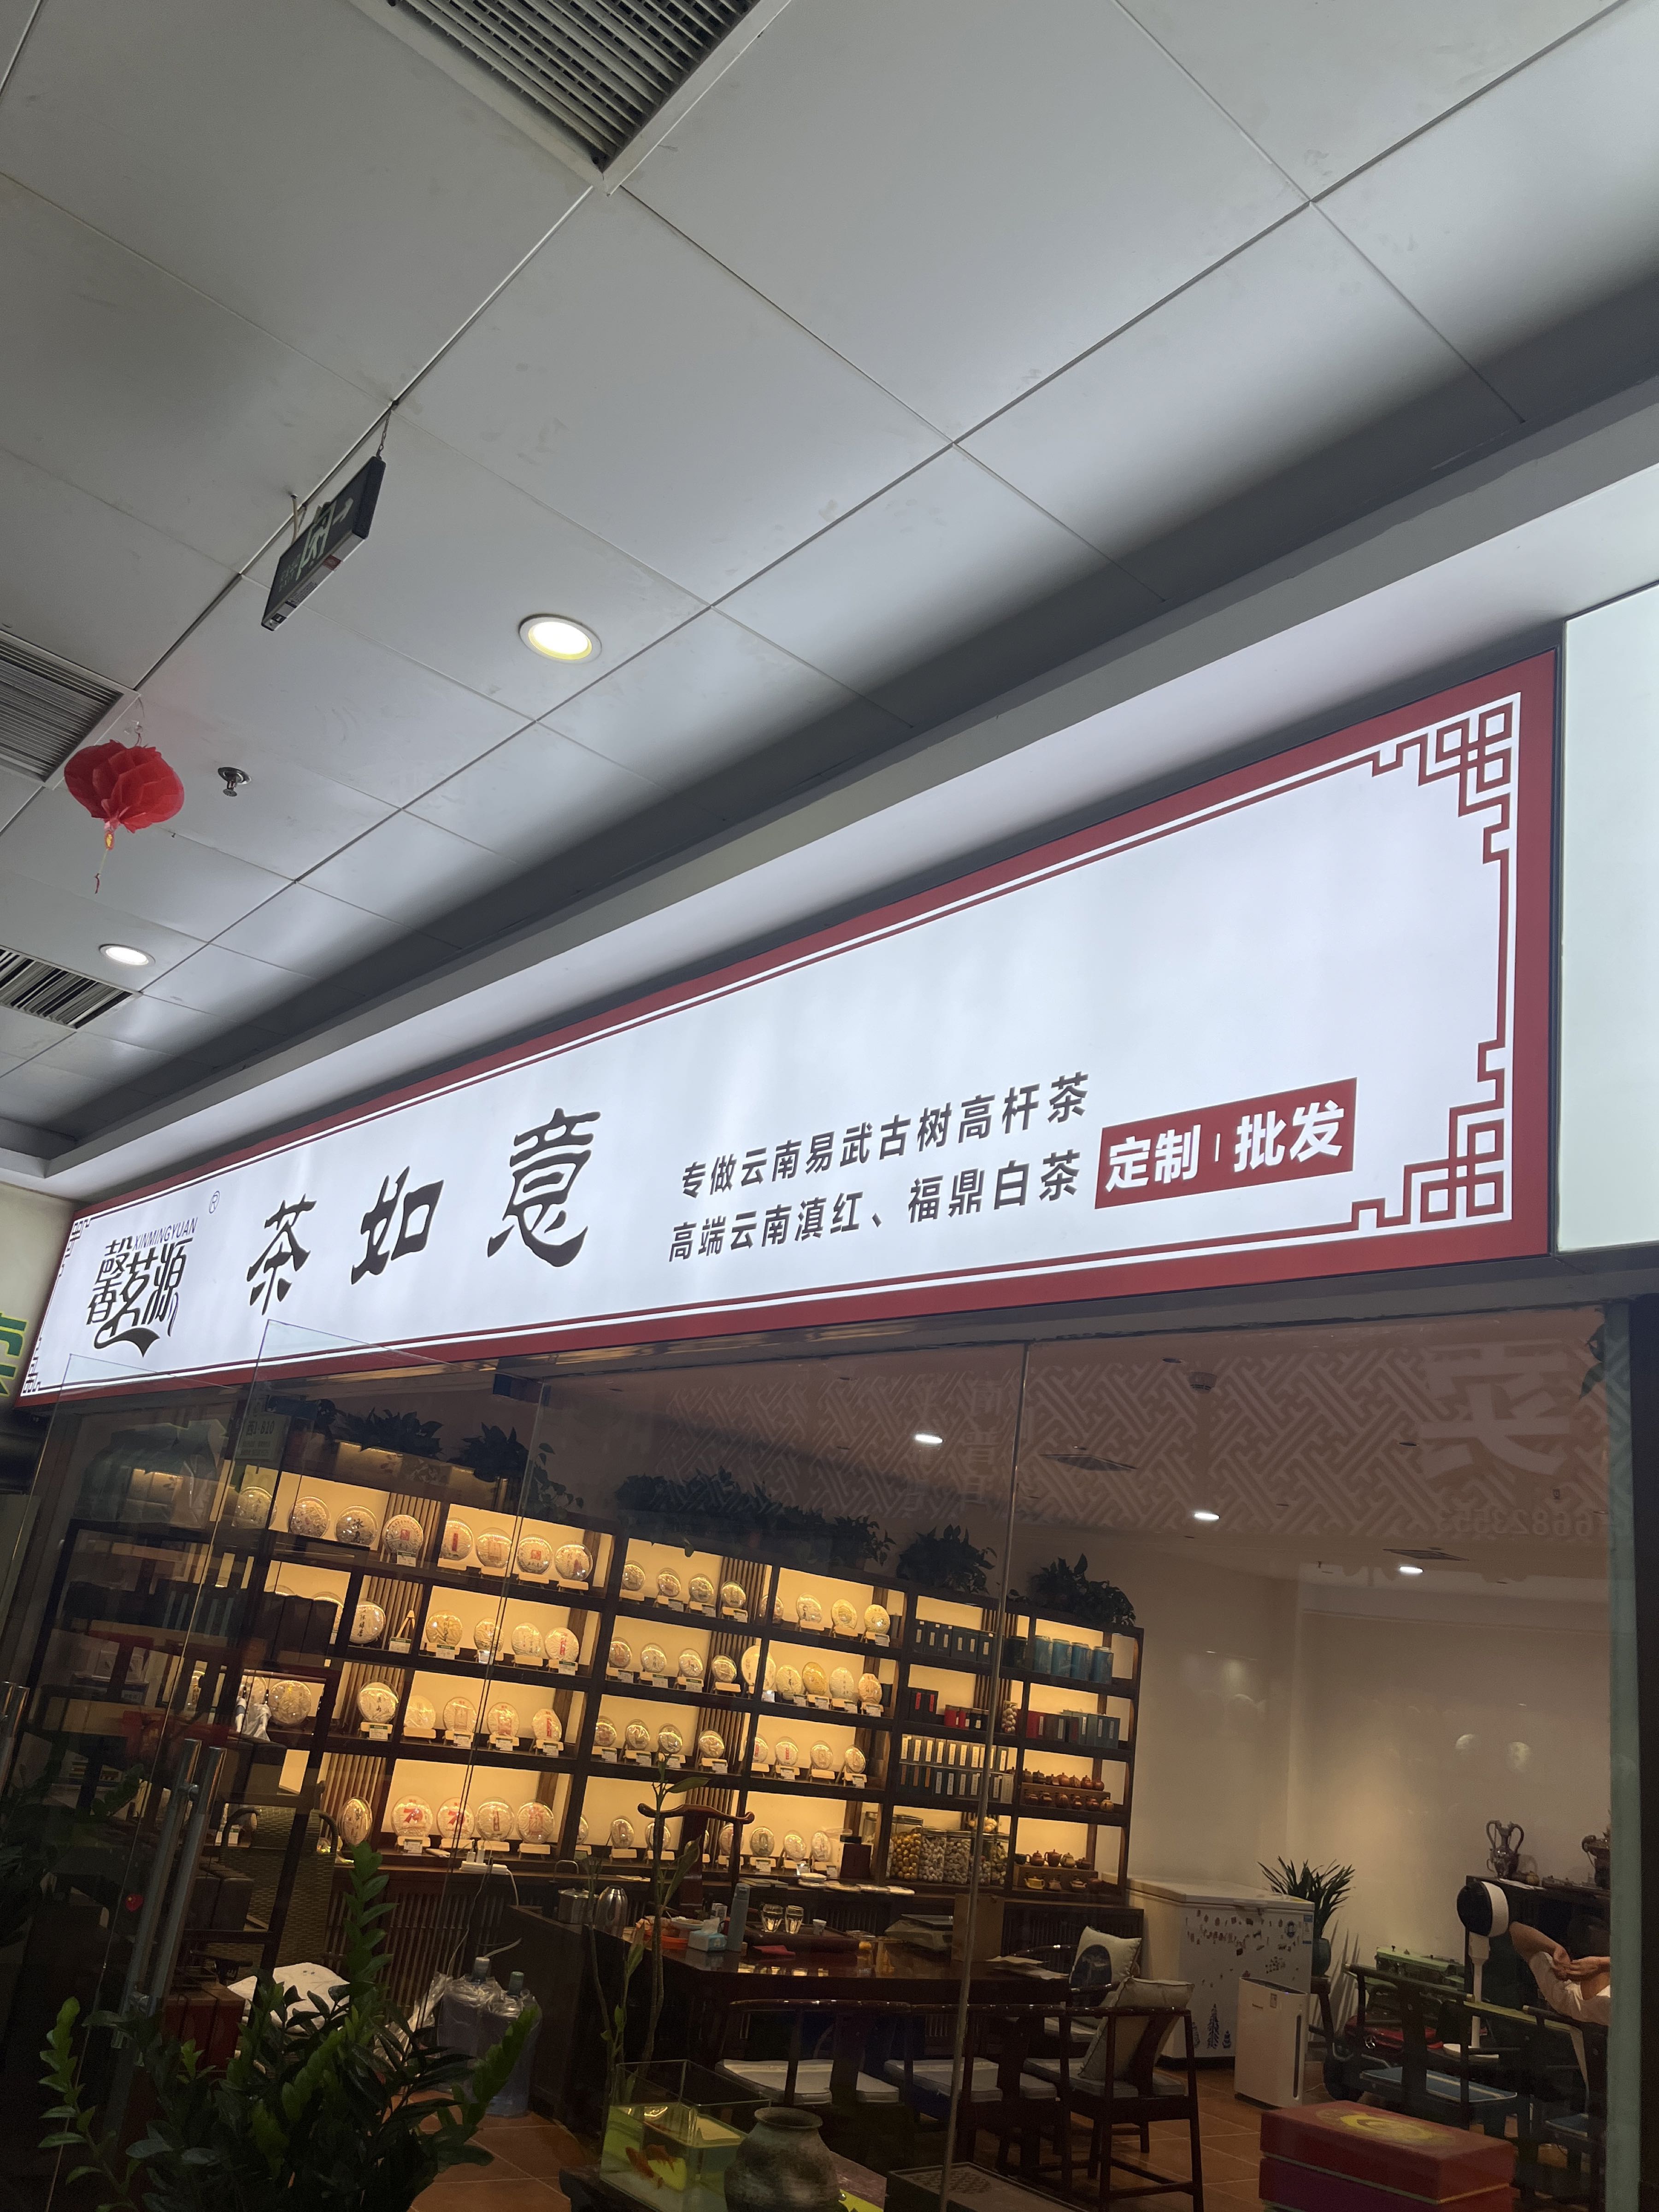 XINMINGYUAN
馨茗源
®
茶如意
专做云南易武古树高杆茶
高端云南滇红、福鼎白茶
定制 | 批发